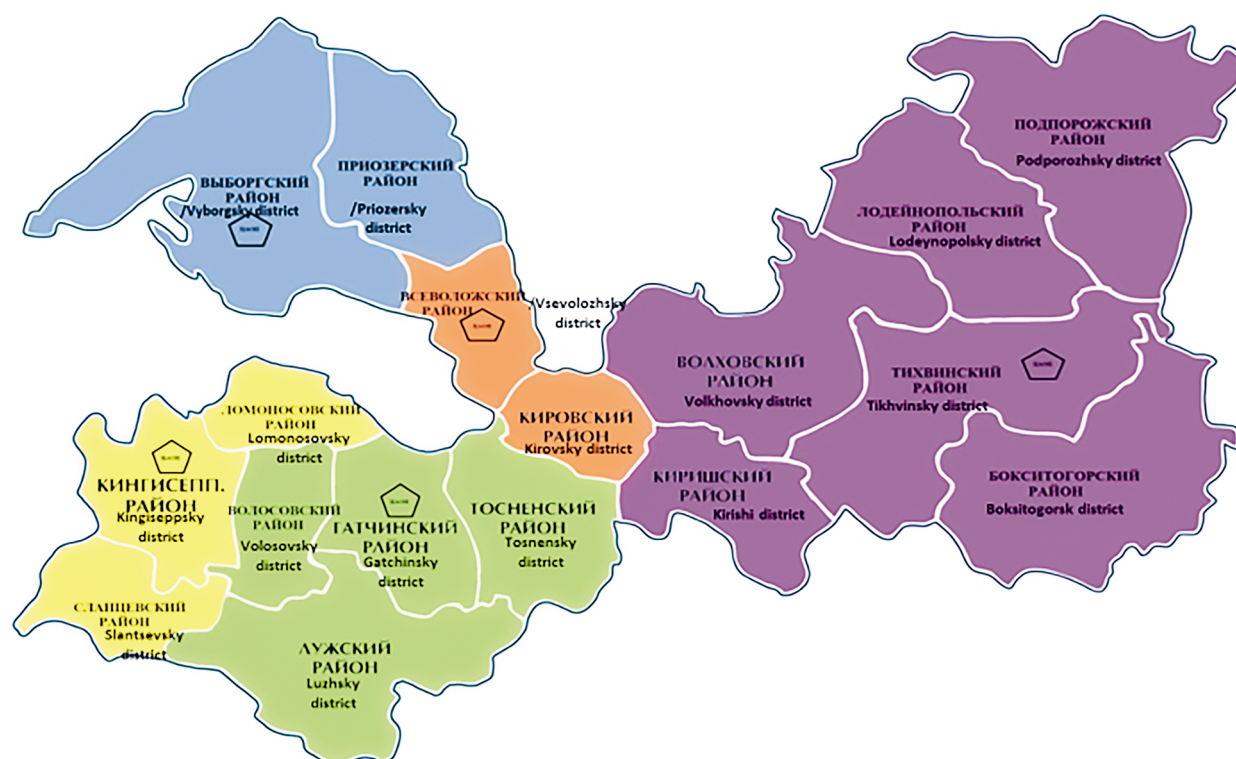 ВЫБОРГСКИЙ
РАЙОН
/Vyborgsky district
ПРИОЗЕРСКИЙ
РАЙОН
/Priozersky
district
ВСЕВОЛОЖСКИЙ
РАЙОН
/Vsevolozhsky
district
ПОДПОРОЖСКИЙ
РАЙОН
Podporozhsky district
ЛОДЕЙНОПОЛЬСКИЙ
РАЙОН
Lodeynopolsky district
ВОЛХОВСКИЙ
РАЙОН
Volkhovsky district
ТИХВИНСКИЙ
РАЙОН
Tikhvinsky district
КИРОВСКИЙ
РАЙОН
Kirovsky district
КИРИШСКИЙ
РАЙОН
Kirishi district
БОКСИТОГОРСКИЙ
РАЙОН
Boksitogorsk district
ЛОМОНОСОВСКИЙ
РАЙОН
Lomonosovsky
district
КИНГИСЕПП.
РАЙОН
Kingiseppsky
district
ВОЛОСОВСКИЙ
РАЙОН
Volosovsky
district
ГАТЧИНСКИЙ
РАЙОН
Gatchinsky
district
ТОСНЕНСКИЙ
РАЙОН
Tosnensky
district
СЛАНЦЕВСКИЙ
РАЙОН
Slantsevsky
district
ЛУЖСКИЙ
РАЙОН
Luzhsky
district